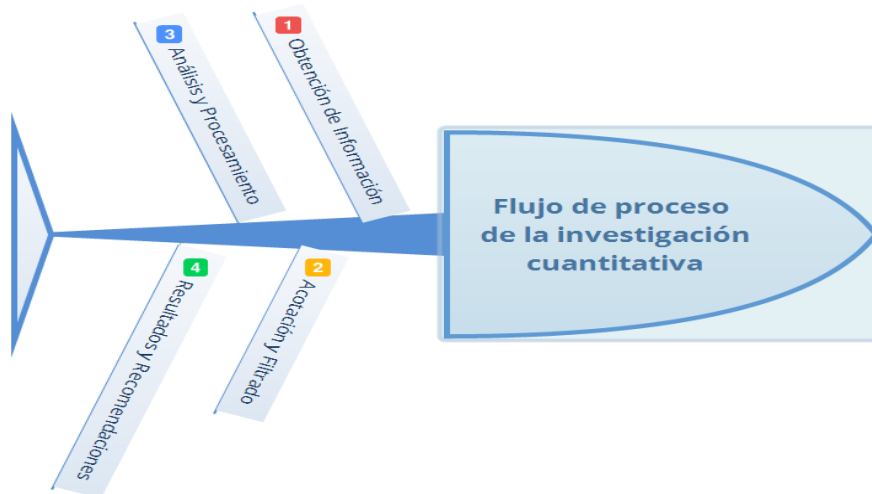 3 Análisis y Procesamiento
1 Obtención de Información
Flujo de proceso
de la investigación
cuantitativa
4 Resultados y Recomendaciones
2 Acotación y Filtrado